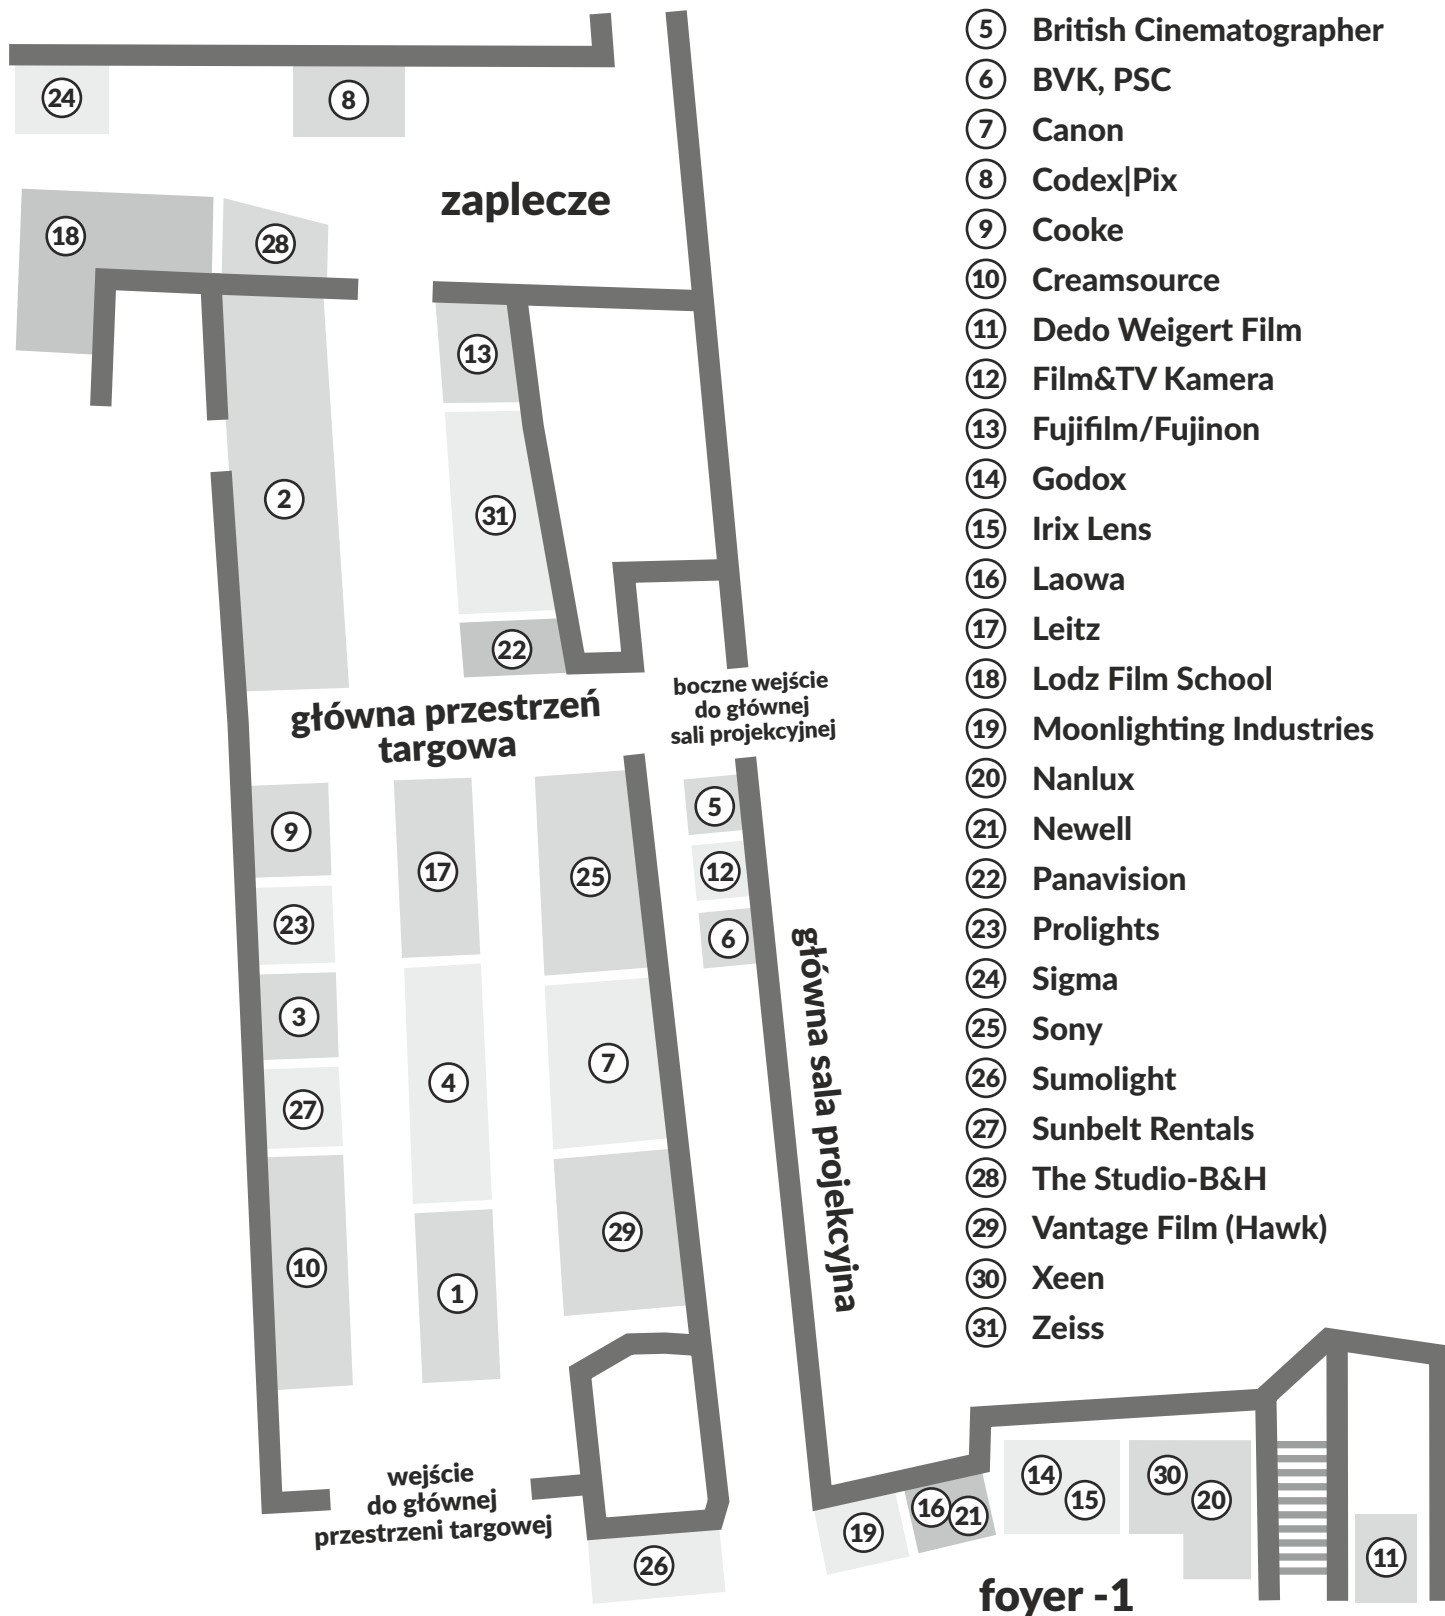 24
8
zaplecze
18
28
13
2
31
22
główna przestrzeń
targowa
boczne wejście
do głównej
sali projekcyjnej
9
17
25
5
23
12
6
3
4
7
27
główna sala projekcyjna
10
1
29
wejście
do głównej
przestrzeni targowej
26
19
16
21
14
15
30
20
11
foyer -1
5 British Cinematographer
6 BVK, PSC
7 Canon
8 Codex|Pix
9 Cooke
10 Creamsource
11 Dedo Weigert Film
12 Film&TV Kamera
13 Fujifilm/Fujinon
14 Godox
15 Irix Lens
16 Laowa
17 Leitz
18 Lodz Film School
19 Moonlighting Industries
20 Nanlux
21 Newell
22 Panavision
23 Prolights
24 Sigma
25 Sony
26 Sumolight
27 Sunbelt Rentals
28 The Studio-B&H
29 Vantage Film (Hawk)
30 Xeen
31 Zeiss